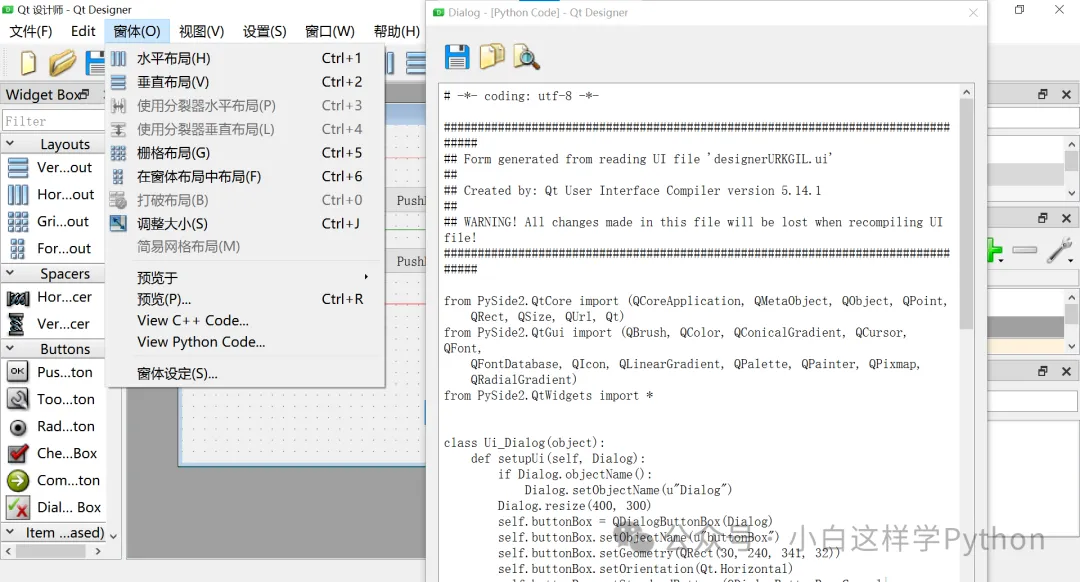 Qt 设计师 - Qt Designer
文件(F) Edit 窗体(O) 视图(V) 设置(S) 窗口(W) 帮助(H)
Widget Box
Filter
Layouts
Ver...out
Hor...out
Gri...out
For...out
Spacers
Hor...cer
Ver...cer
Buttons
OK
Pus...ton
Too...ton
Rad...ton
Che...Box
Com...ton
Dial... Box
Item ...ased)
水平布局(H) Ctrl+1
垂直布局(V) Ctrl+2
使用分裂器水平布局(P) Ctrl+3
使用分裂器垂直布局(L) Ctrl+4
栅格布局(G) Ctrl+5
在窗体布局中布局(F) Ctrl+6
打破布局(B) Ctrl+0
调整大小(S) Ctrl+J
简易网格布局(M)
预览于
预览(P)... Ctrl+R
View C++ Code...
View Python Code...
窗体设定(S)...
Dialog - [Python Code] - Qt Designer
# -*- coding: utf-8 -*-
################################################################################
#####
## Form generated from reading UI file 'designerURKGIL.ui'
##
## Created by: Qt User Interface Compiler version 5.14.1
##
## WARNING! All changes made in this file will be lost when recompiling UI
file!
################################################################################
#####
from PySide2.QtCore import (QCoreApplication, QMetaObject, QObject, QPoint,
QRect, QSize, QUrl, Qt)
from PySide2.QtGui import (QBrush, QColor, QConicalGradient, QCursor,
QFont,
QFontDatabase, QIcon, QLinearGradient, QPalette, QPainter, QPixmap,
QRadialGradient)
from PySide2.QtWidgets import *
class Ui_Dialog(object):
def setupUi(self, Dialog):
if Dialog.objectName():
Dialog.setObjectName(u"Dialog")
Dialog.resize(400, 300)
self.buttonBox = QDialogButtonBox(Dialog)
self.buttonBox.setObjectName(u"buttonBox")
self.buttonBox.setGeometry(QRect(30, 240, 341, 32))
self.buttonBox.setOrientation(Qt.Horizontal)
公众号 · 小白这样学Python